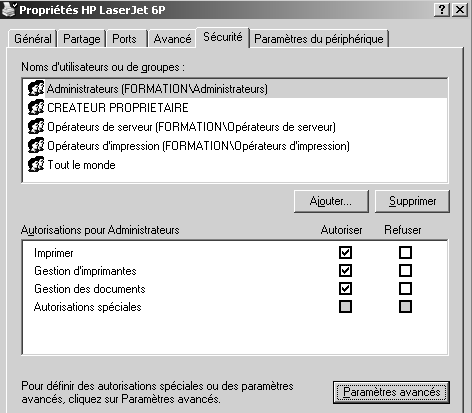 Propriétés HP LaserJet 6P
Général Partage Ports Avancé Sécurité Paramètres du périphérique
Noms d'utilisateurs ou de groupes :
Administrateurs (FORMATION\Administrateurs)
CREATEUR PROPRIETAIRE
Opérateurs de serveur (FORMATION\Opérateurs de serveur)
Opérateurs d'impression (FORMATION\Opérateurs d'impression)
Tout le monde
Ajouter... Supprimer
Autorisations pour Administrateurs Autoriser Refuser
Imprimer
Gestion d'imprimantes
Gestion des documents
Autorisations spéciales
Pour définir des autorisations spéciales ou des paramètres
avancés, cliquez sur Paramètres avancés.
Paramètres avancés